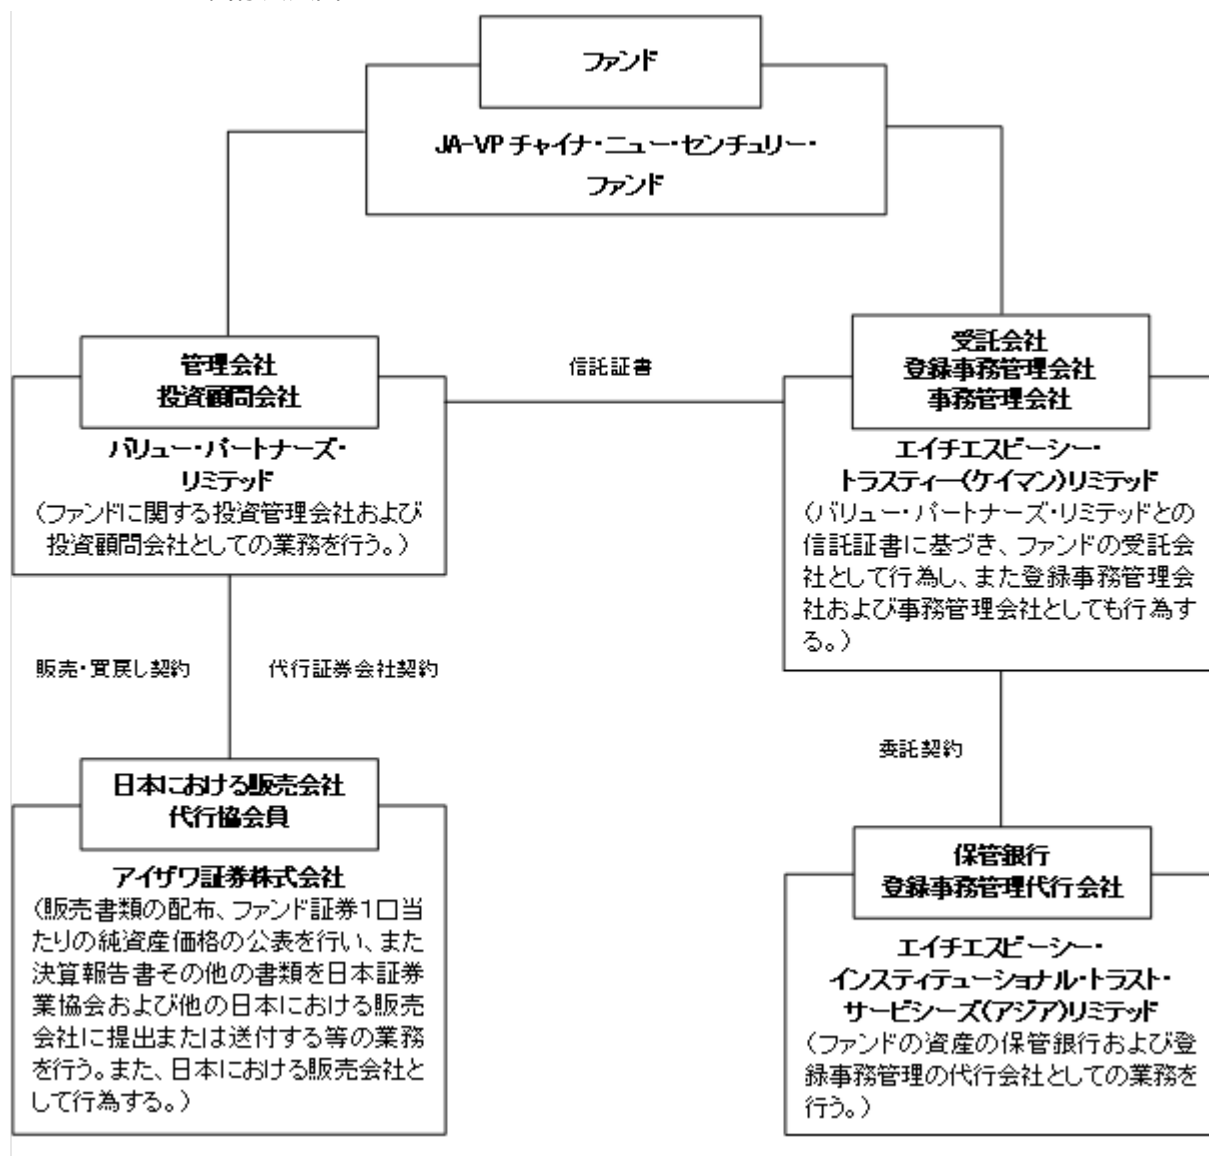 ファンド
JA-VP チャイナ・ニュー・センチュリー・
ファンド
管理会社
投資顧問会社
バリュー・パートナーズ・
リミテッド
（ファンドに関する投資管理会社および
投資顧問会社としての業務を行う。）
信託証書
受託会社
登録事務管理会社
事務管理会社
エイチエスビーシー・
トラスティー(ケイマン)リミテッド
（バリュー・パートナーズ・リミテッドとの
信託証書に基づき、ファンドの受託会
社として行為し、また登録事務管理会
社および事務管理会社としても行為す
る。）
販売・買戻し契約
代行証券会社契約
委託契約
日本における販売会社
代行協会員
アイザワ証券株式会社
（販売書類の配布、ファンド証券１口当
たりの純資産価格の公表を行い、また
決算報告書その他の書類を日本証券
業協会および他の日本における販売
会社に提出または送付する等の業務
を行う。また、日本における販売会社と
して行為する。）
保管銀行
登録事務管理代行会社
エイチエスビーシー・
インスティテューショナル・トラスト・
サービシーズ(アジア)リミテッド
（ファンドの資産の保管銀行および登
録事務管理の代行会社としての業務を
行う。）